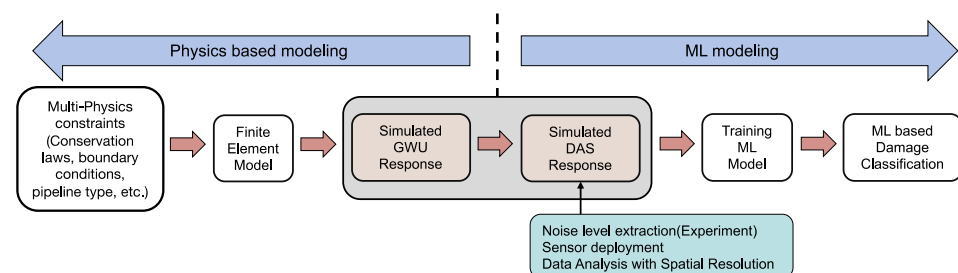 Physics based modeling
ML modeling
Multi-Physics
constraints
(Conservation
laws, boundary
conditions,
pipeline type, etc.)
Finite
Element
Model
Simulated
GWU
Response
Simulated
DAS
Response
Training
ML
Model
ML based
Damage
Classification
Noise level extraction(Experiment)
Sensor deployment
Data Analysis with Spatial Resolution